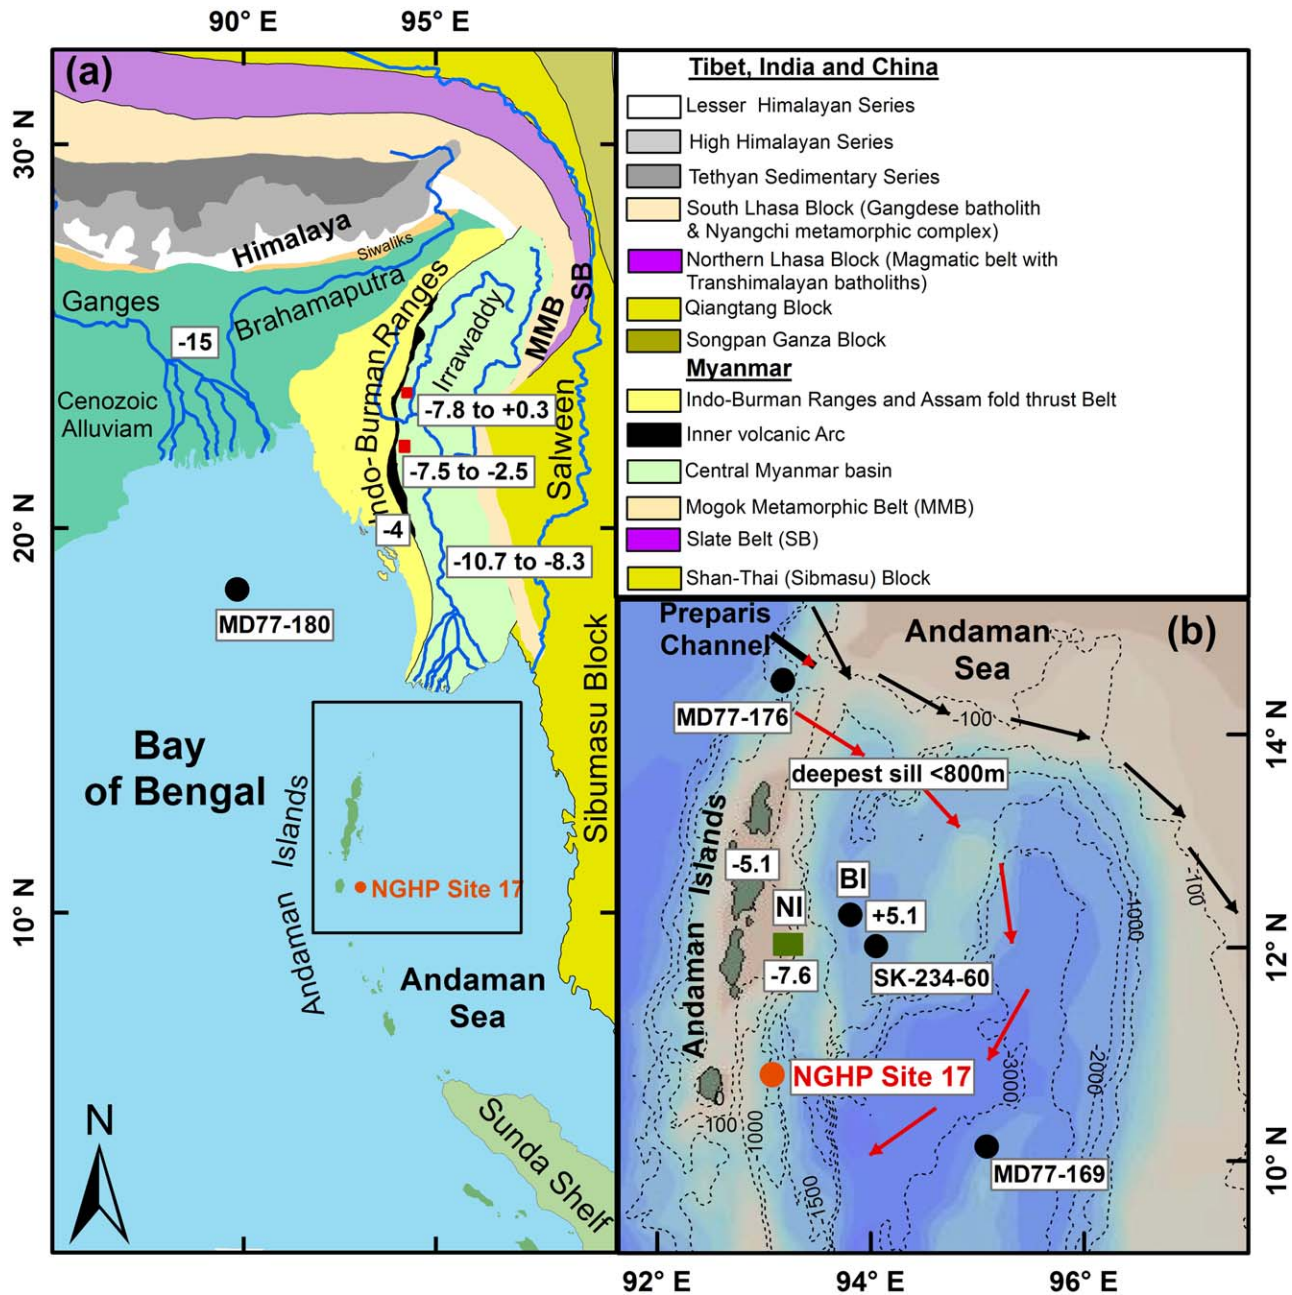 90° E
95° E
(a)
30° N
20° N
10° N
Himalaya
Siwaliks
Ganges
Brahamaputra
-15
Cenozoic
Alluviam
Indo-Burman Ranges
Irrawaddy
MMB
SB
Salween
-7.8 to +0.3
-7.5 to -2.5
-4
-10.7 to -8.3
MD77-180
Sibumasu Block
Bay
of Bengal
Andaman Islands
NGHP Site 17
Andaman
Sea
Sunda Shelf
N
Tibet, India and China
Lesser Himalayan Series
High Himalayan Series
Tethyan Sedimentary Series
South Lhasa Block (Gangdese batholith
& Nyangchi metamorphic complex)
Northern Lhasa Block (Magmatic belt with
Transhimalayan batholiths)
Qiangtang Block
Songpan Ganza Block
Myanmar
Indo-Burman Ranges and Assam fold thrust Belt
Inner volcanic Arc
Central Myanmar basin
Mogok Metamorphic Belt (MMB)
Slate Belt (SB)
Shan-Thai (Sibmasu) Block
(b)
Preparis
Channel
Andaman
Sea
MD77-176
-100
14° N
deepest sill <800m
Andaman Islands
-5.1
BI
NI
+5.1
-100
-1000
12° N
-7.6
SK-234-60
NGHP Site 17
-3000
-2000
-100
1000
-1500
MD77-169
10° N
92° E
94° E
96° E